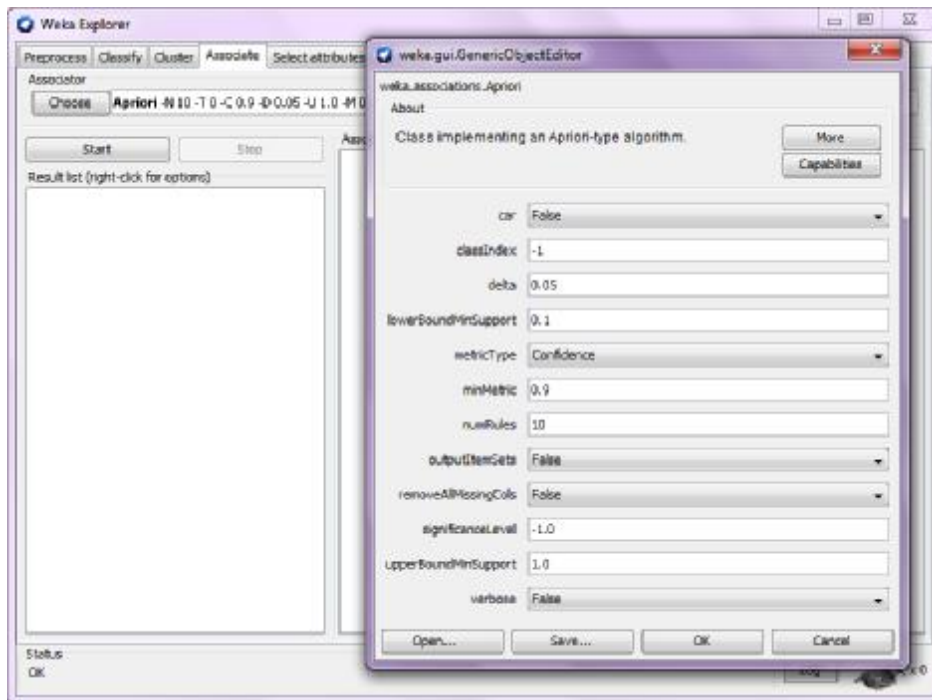 Weka Explorer
Preprocess Classify Cluster Associate Select attributes
Associator
Choose Apriori -N 10 -T 0 -C 0.9 -D 0.05 -U 1.0 -M 0
Start Stop
Result list (right-click for options)
weka.gui.GenericObjectEditor
weka.associations.Apriori
About
Class implementing an Apriori-type algorithm.
More
Capabilities
car False
classIndex -1
delta 0.05
lowerBoundMinSupport 0.1
metricType Confidence
minMetric 0.9
numRules 10
outputItemSets False
removeAllMissingCols False
significanceLevel -1.0
upperBoundMinSupport 1.0
verbose False
Open... Save... OK Cancel
Status
OK
x 0